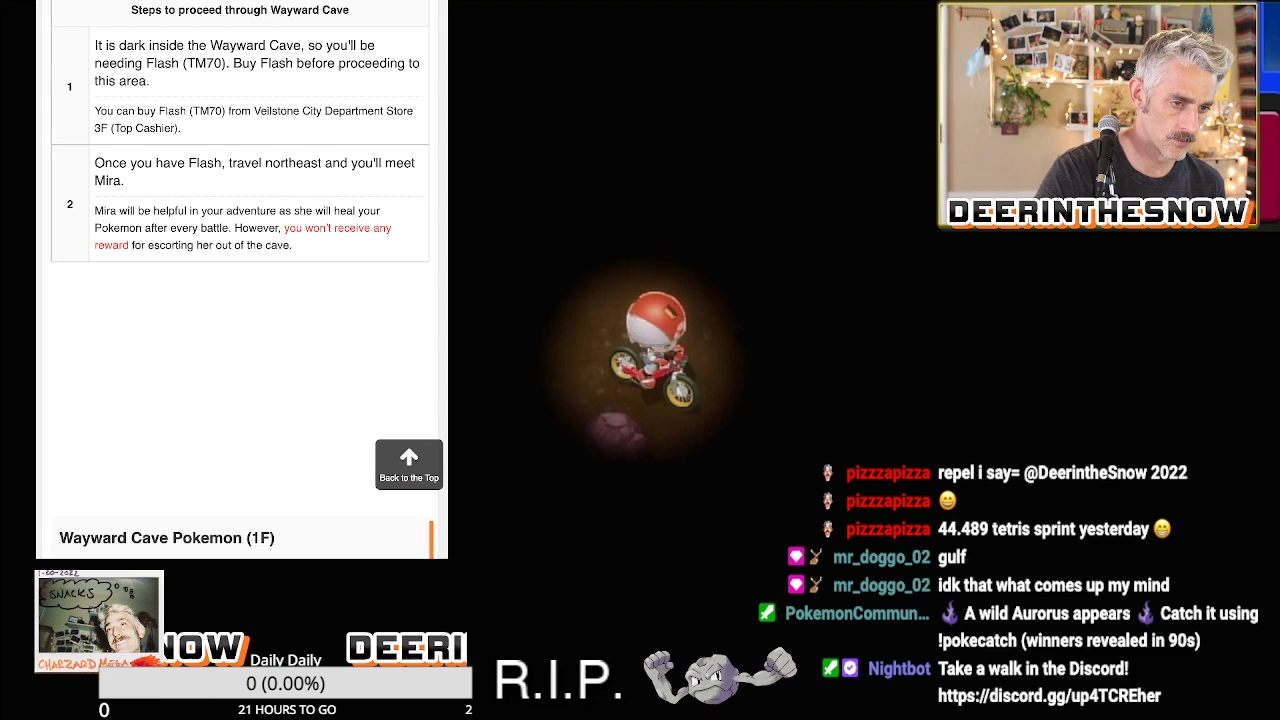 Steps to proceed through Wayward Cave
1
It is dark inside the Wayward Cave, so you'll be
needing Flash (TM70). Buy Flash before proceeding to
this area.
You can buy Flash (TM70) from Veilstone City Department Store
3F (Top Cashier).
2
Once you have Flash, travel northeast and you'll meet
Mira.
Mira will be helpful in your adventure as she will heal your
Pokemon after every battle. However, you won't receive any
reward for escorting her out of the cave.
Back to the Top
Wayward Cave Pokemon (1F)
DEERINTHESNOW
pizzzapizza repel i say= @DeerintheSnow 2022
pizzzapizza 😁
pizzzapizza 44.489 tetris sprint yesterday 😁
mr_doggo_02 gulf
mr_doggo_02 idk that what comes up my mind
PokemonCommun... A wild Aurorus appears Catch it using
!pokecatch (winners revealed in 90s)
Nightbot Take a walk in the Discord!
https://discord.gg/up4TCREher
1-30-2022
SNACKS
CHARZARD MEGA
NOW
DEERI
Daily Daily
0 (0.00%)
0
21 HOURS TO GO
2
R.I.P.